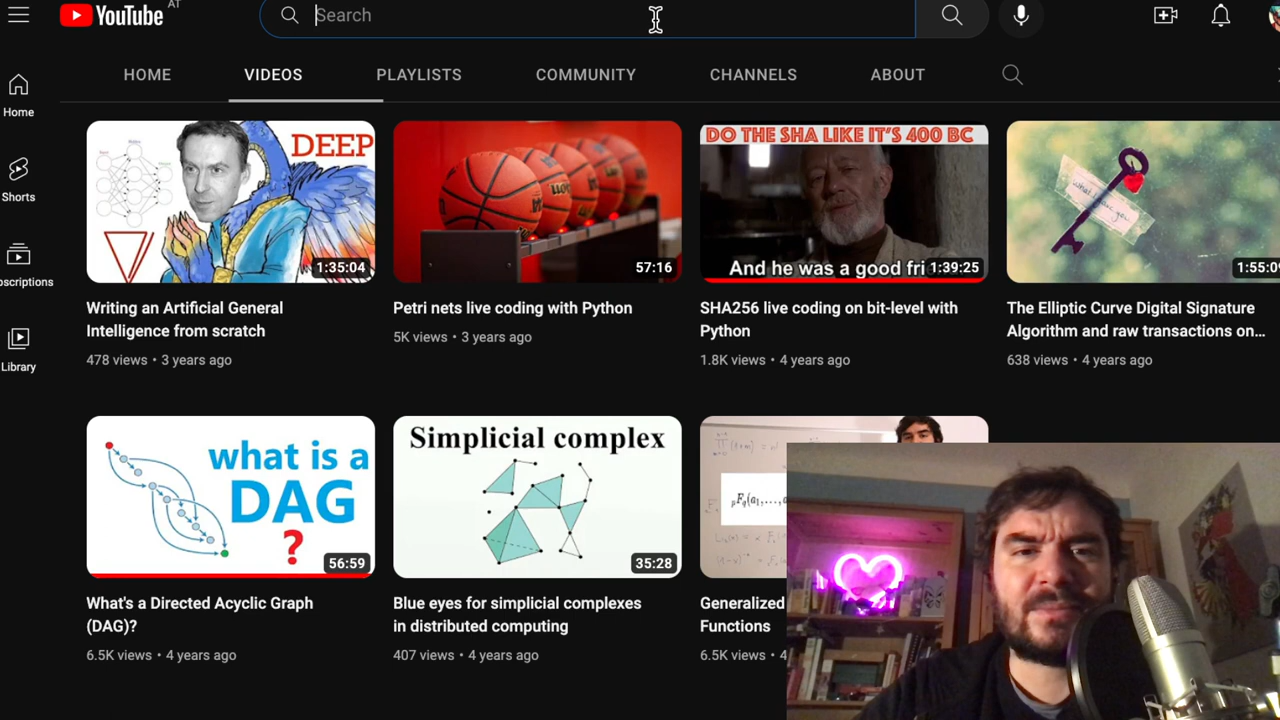 AT
YouTube
Search
HOME
VIDEOS
PLAYLISTS
COMMUNITY
CHANNELS
ABOUT
Home
Shorts
bscriptions
Library
DEEP
1:35:04
Writing an Artificial General
Intelligence from scratch
478 views • 3 years ago
57:16
Petri nets live coding with Python
5K views • 3 years ago
DO THE SHA LIKE IT'S 400 BC
And he was a good fri
1:39:25
SHA256 live coding on bit-level with
Python
1.8K views • 4 years ago
1:55:0
The Elliptic Curve Digital Signature
Algorithm and raw transactions on...
638 views • 4 years ago
what is a
DAG
?
56:59
What's a Directed Acyclic Graph
(DAG)?
6.5K views • 4 years ago
Simplicial complex
35:28
Blue eyes for simplicial complexes
in distributed computing
407 views • 4 years ago
Generalized
Functions
6.5K views • 4